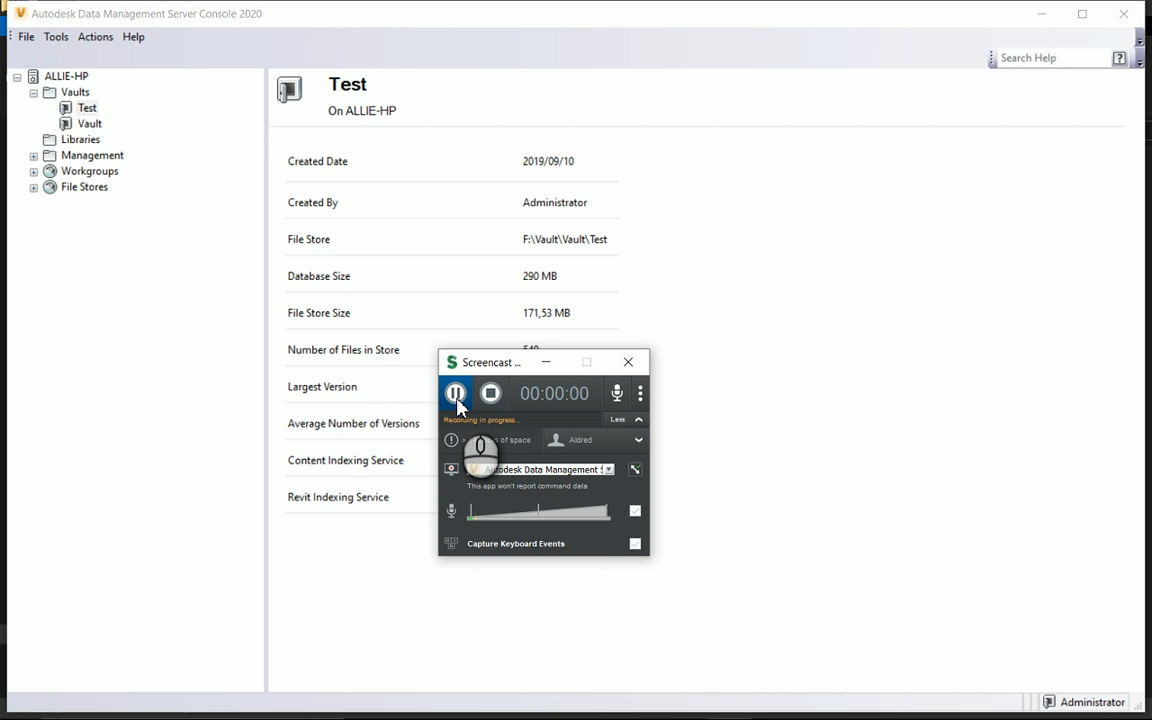 Autodesk Data Management Server Console 2020
File Tools Actions Help
Search Help
ALLIE-HP
Vaults
Test
Vault
Libraries
Management
Workgroups
File Stores
Test
On ALLIE-HP
Created Date 2019/09/10
Created By Administrator
File Store F:\Vault\Vault\Test
Database Size 290 MB
File Store Size 171,53 MB
Number of Files in Store
Largest Version
Average Number of Versions
Content Indexing Service
Revit Indexing Service
Screencast ...
00:00:00
Recording in progress..
Less
of space
Aldred
Autodesk Data Management
This app won't report command data
Capture Keyboard Events
Administrator